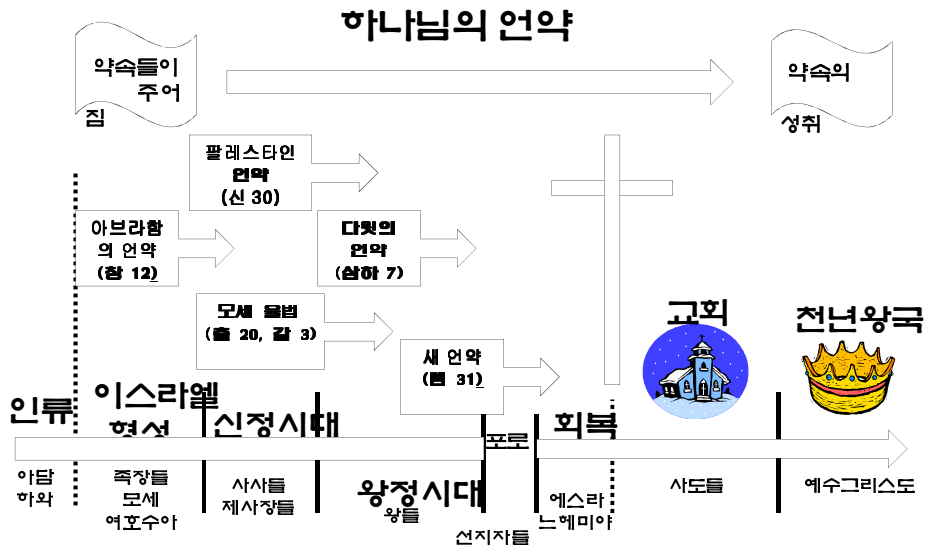 하나님의 언약
약속들이
주어
짐
약속의
성취
팔레스타인
언약
(신 30)
아브라함
의 언약
(창 12)
다윗의
언약
(삼하 7)
모세 율법
(출 20, 갈 3)
새 언약
(렘 31)
교회
천년왕국
인류
이스라엘
형성
신정시대
포로
회복
아담
하와
족장들
모세
여호수아
사사들
제사장들
왕정시대
왕들
선지자들
에스라
느헤미야
사도들
예수그리스도